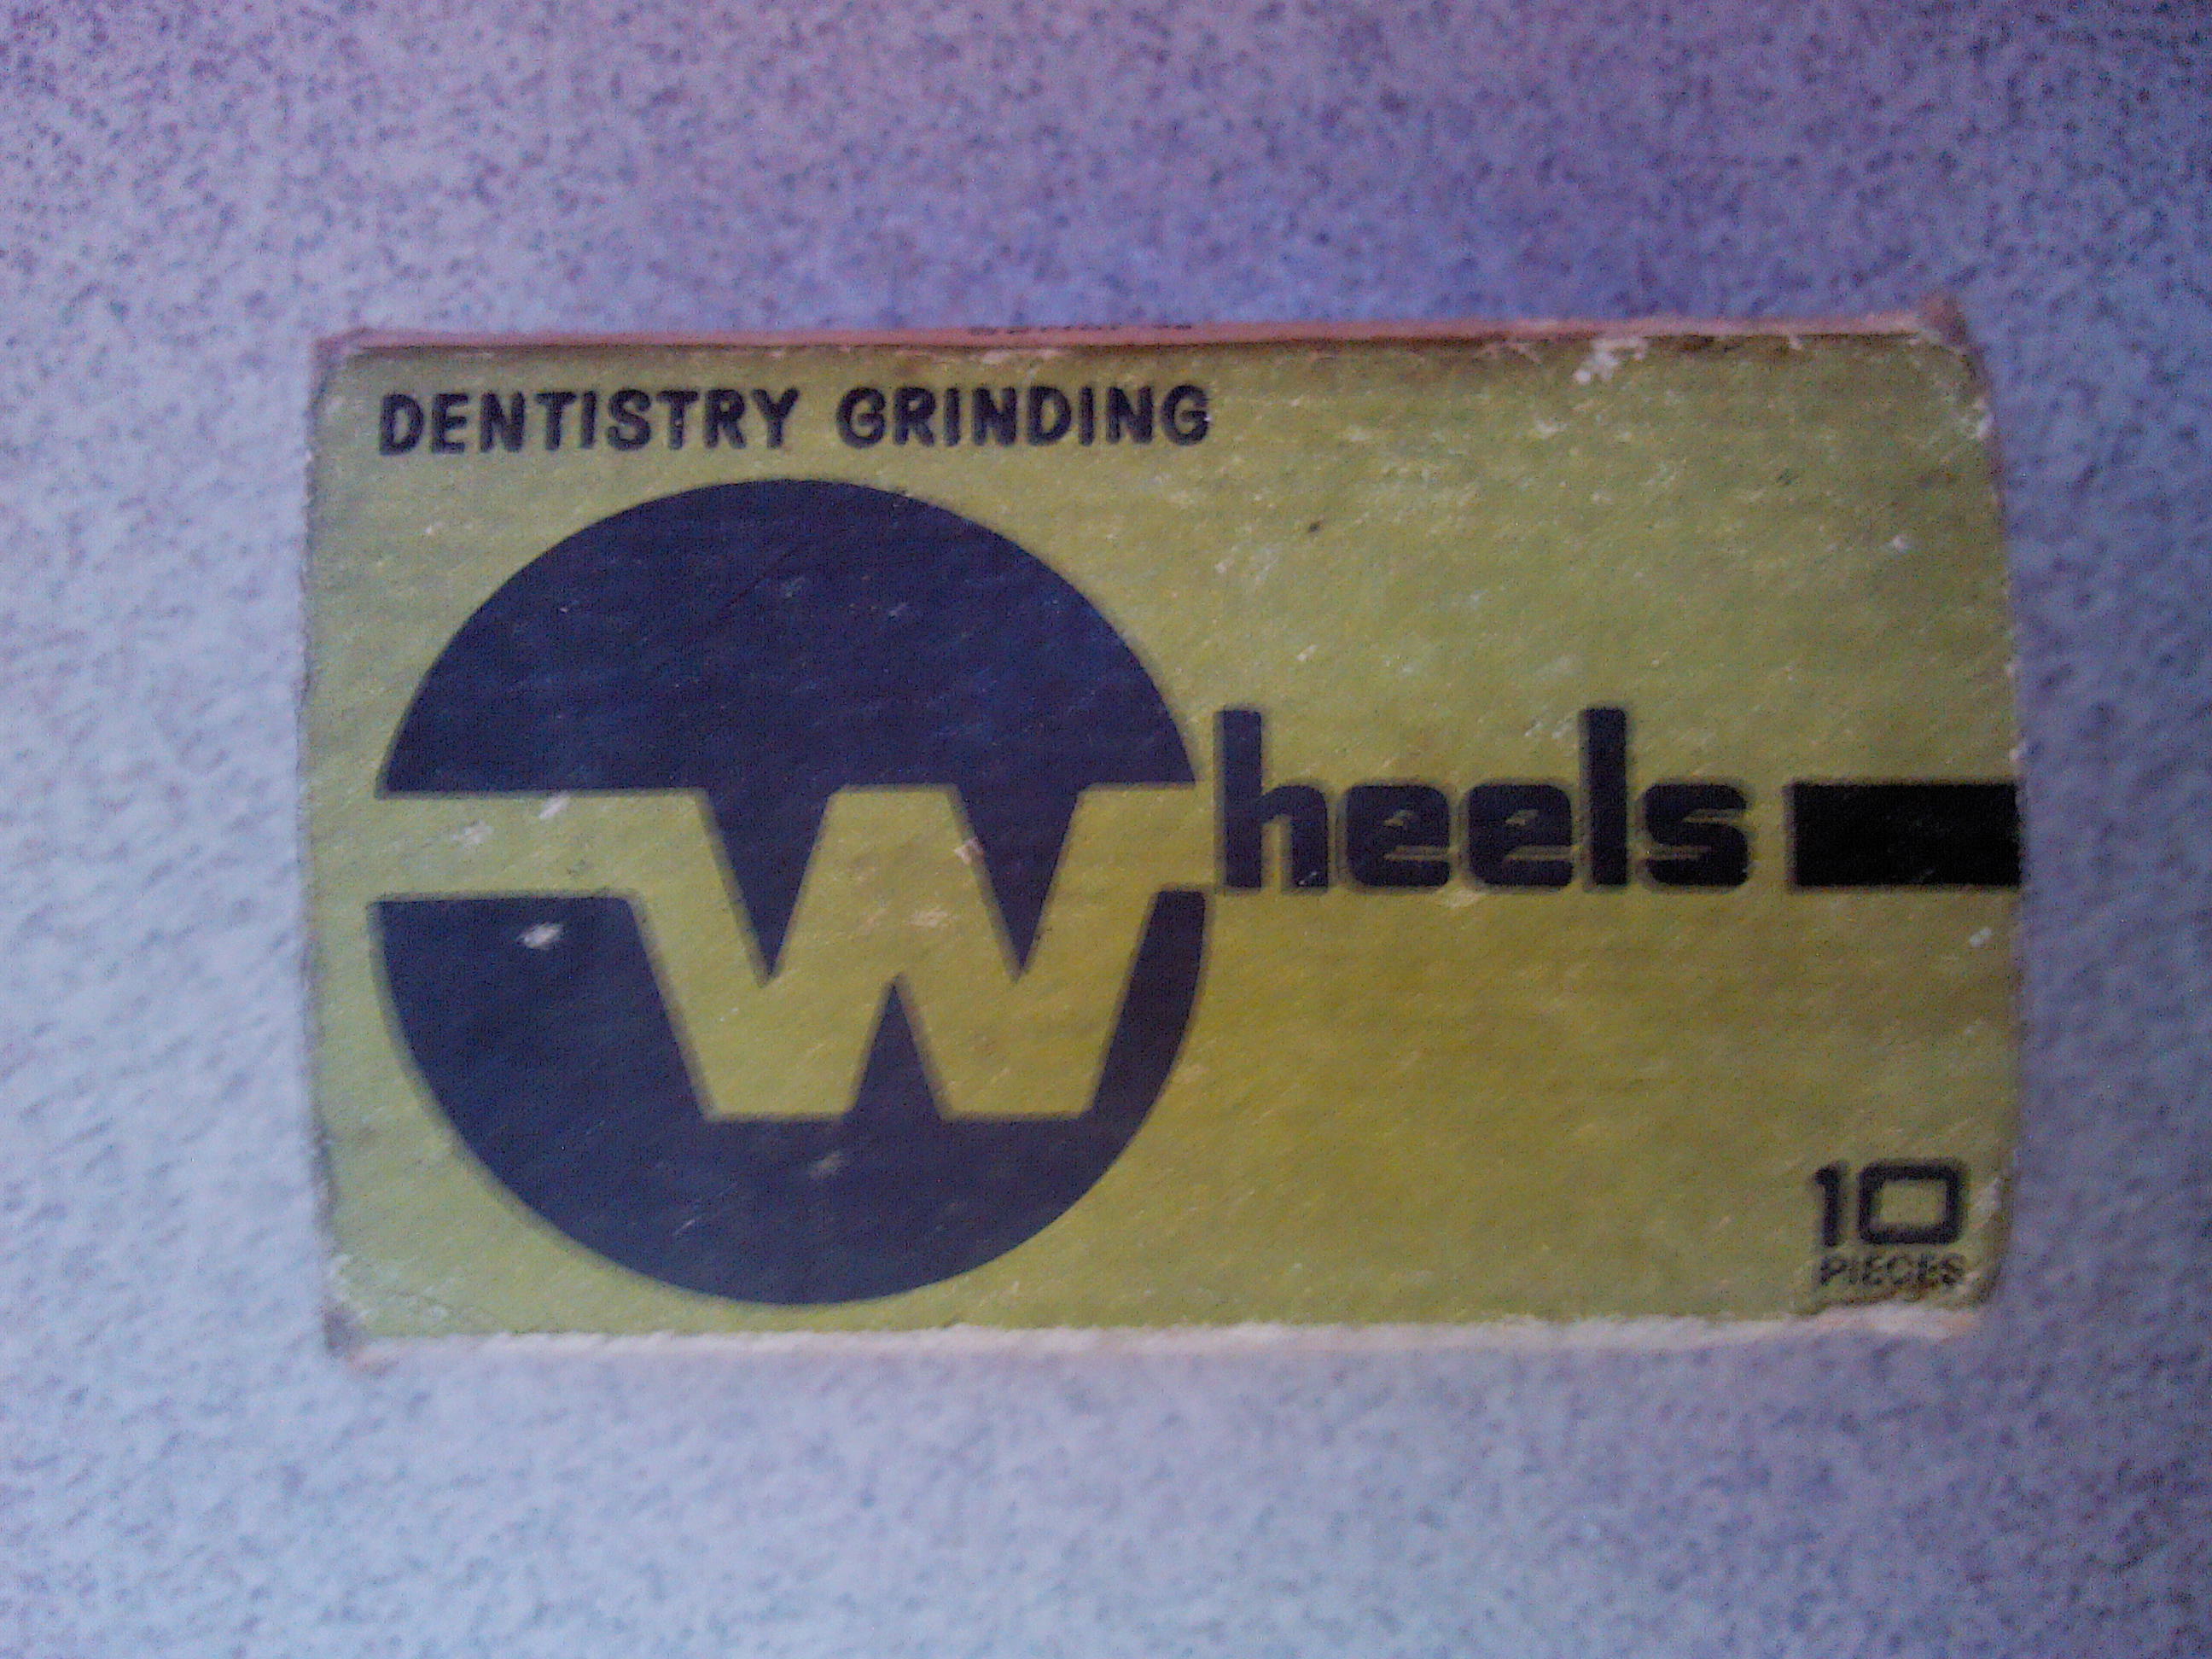 DENTISTRY GRINDING
Wheels
10
PIECES